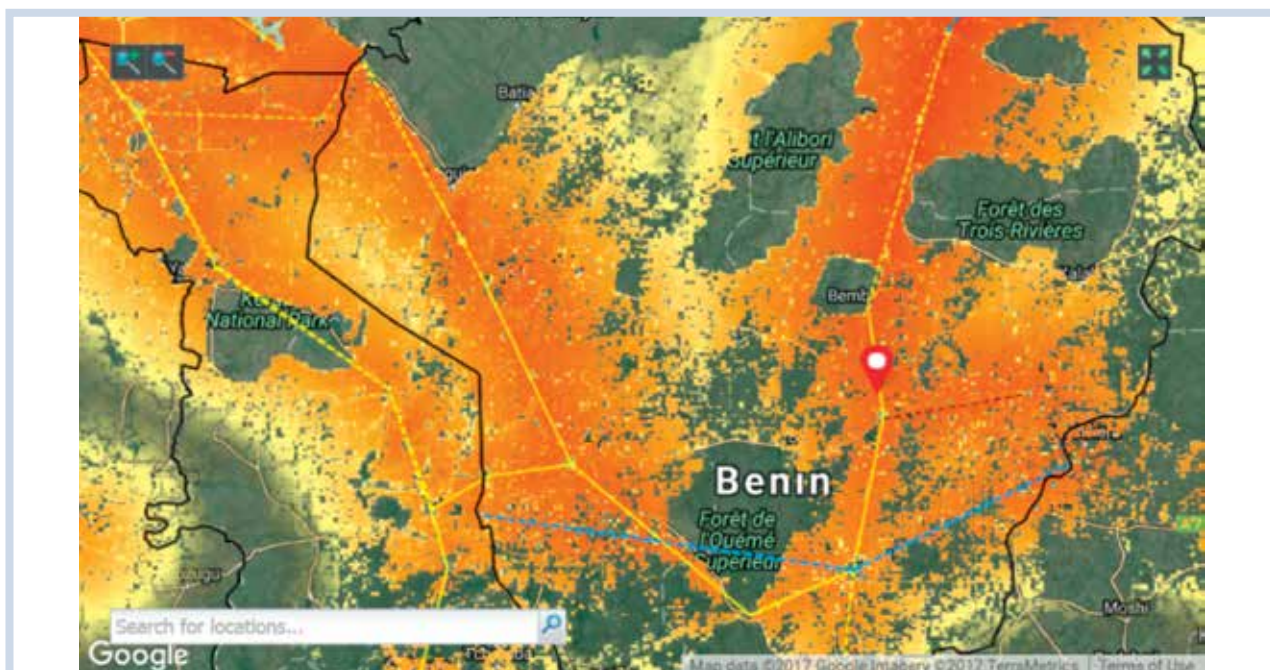 Batia
t l'Alibori
Supérieur
Forêt des
Trois Rivières
Bemb
National Park
Benin
Forêt de
l'Ouémé
Supérieur
Moshi
Search for locations...
Google
Map data ©2017 Google Imagery ©2017 TerraMetrics
Terms of Use